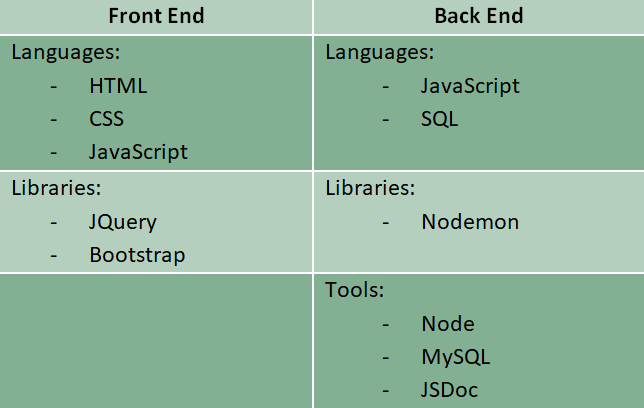 Front End
Back End
Languages:
- HTML
- CSS
- JavaScript
Languages:
- JavaScript
- SQL
Libraries:
- JQuery
- Bootstrap
Libraries:
- Nodemon
Tools:
- Node
- MySQL
- JSDoc